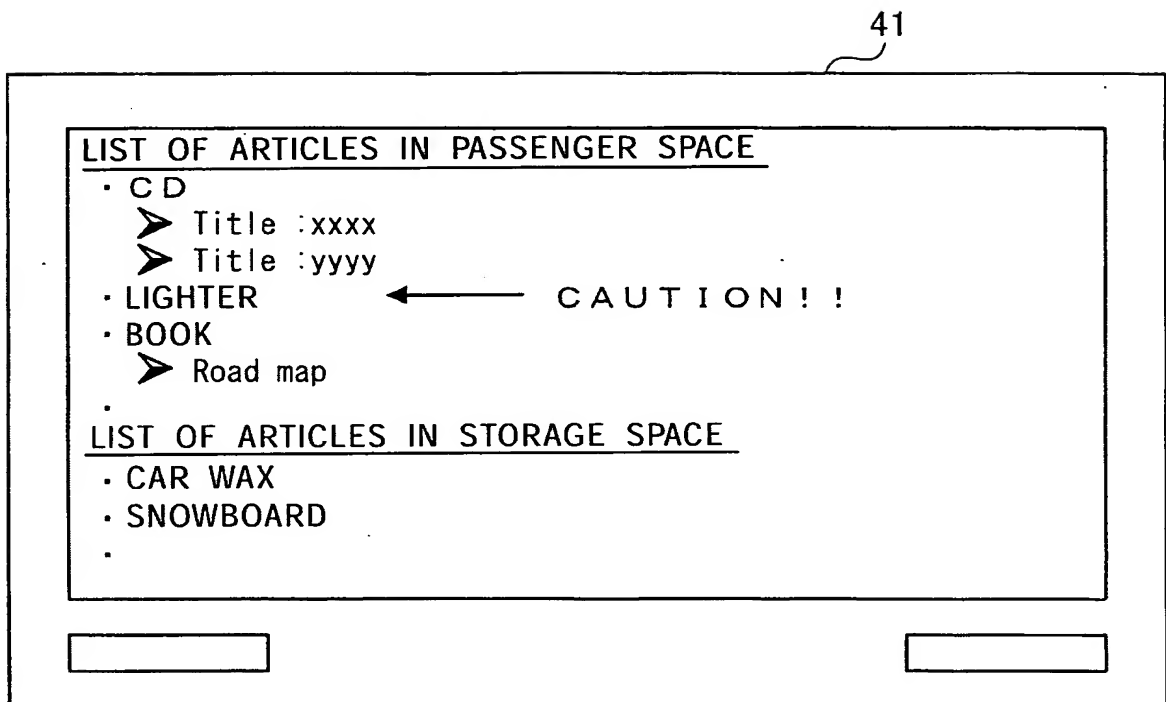 41
LIST OF ARTICLES IN PASSENGER SPACE
・CD
➢ Title :xxxx
➢ Title :yyyy
・LIGHTER ← CAUTION!!
・BOOK
➢ Road map
・
LIST OF ARTICLES IN STORAGE SPACE
・CAR WAX
・SNOWBOARD
・